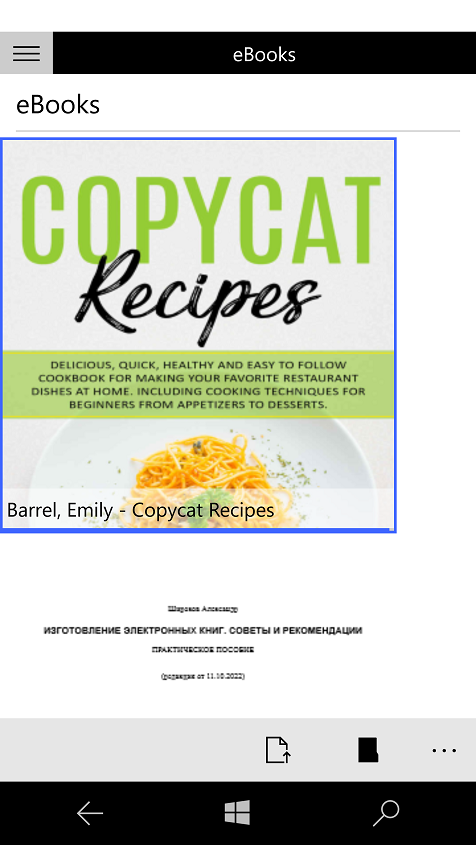 eBooks
eBooks
COPYCAT
Recipes
DELICIOUS, QUICK, HEALTHY AND EASY TO FOLLOW
COOKBOOK FOR MAKING YOUR FAVORITE RESTAURANT
DISHES AT HOME. INCLUDING COOKING TECHNIQUES FOR
BEGINNERS FROM APPETIZERS TO DESSERTS.
Barrel, Emily - Copycat Recipes
Широков Александр
ИЗГОТОВЛЕНИЕ ЭЛЕКТРОННЫХ КНИГ. СОВЕТЫ И РЕКОМЕНДАЦИИ
ПРАКТИЧЕСКОЕ ПОСОБИЕ
(редакция от 11.10.2022)